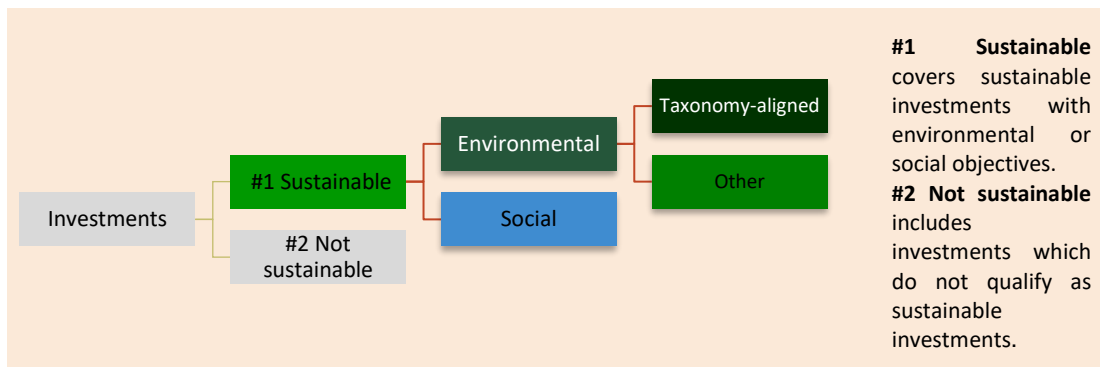 Investments
#1 Sustainable
#2 Not
sustainable
Environmental
Social
Taxonomy-aligned
Other
#1 Sustainable
covers sustainable
investments with
environmental or
social objectives.
#2 Not sustainable
includes
investments which
do not qualify as
sustainable
investments.